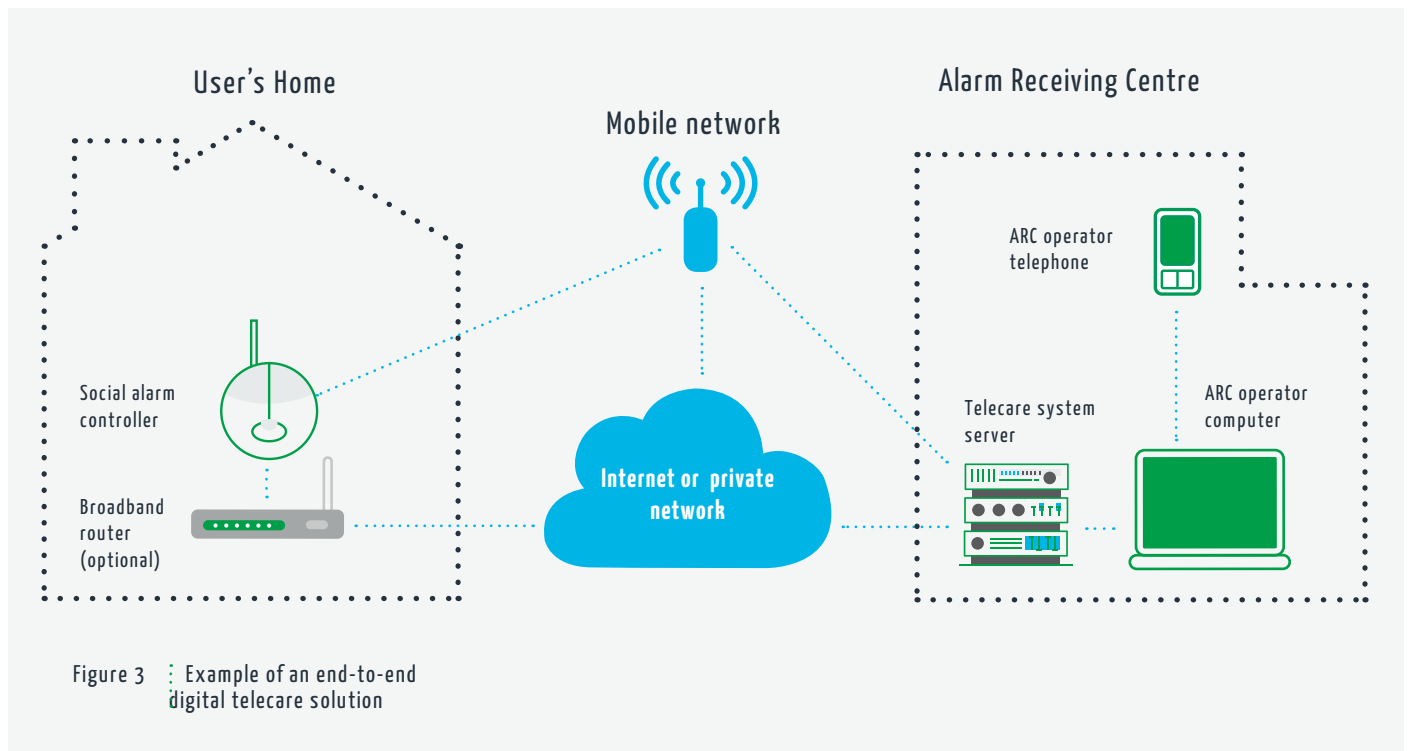 User's Home
Mobile network
Alarm Receiving Centre
ARC operator
telephone
Social alarm
controller
Broadband
router
(optional)
Internet or private
network
Telecare system
server
ARC operator
computer
Figure 3 Example of an end-to-end
digital telecare solution